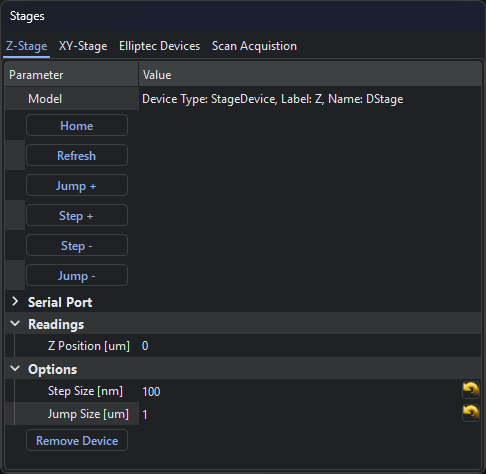 Stages
Z-Stage XY-Stage Elliptec Devices Scan Acquistion
Parameter Value
Model Device Type: StageDevice, Label: Z, Name: DStage
Home
Refresh
Jump +
Step +
Step -
Jump -
Serial Port
Readings
Z Position [um] 0
Options
Step Size [nm] 100
Jump Size [um] 1
Remove Device